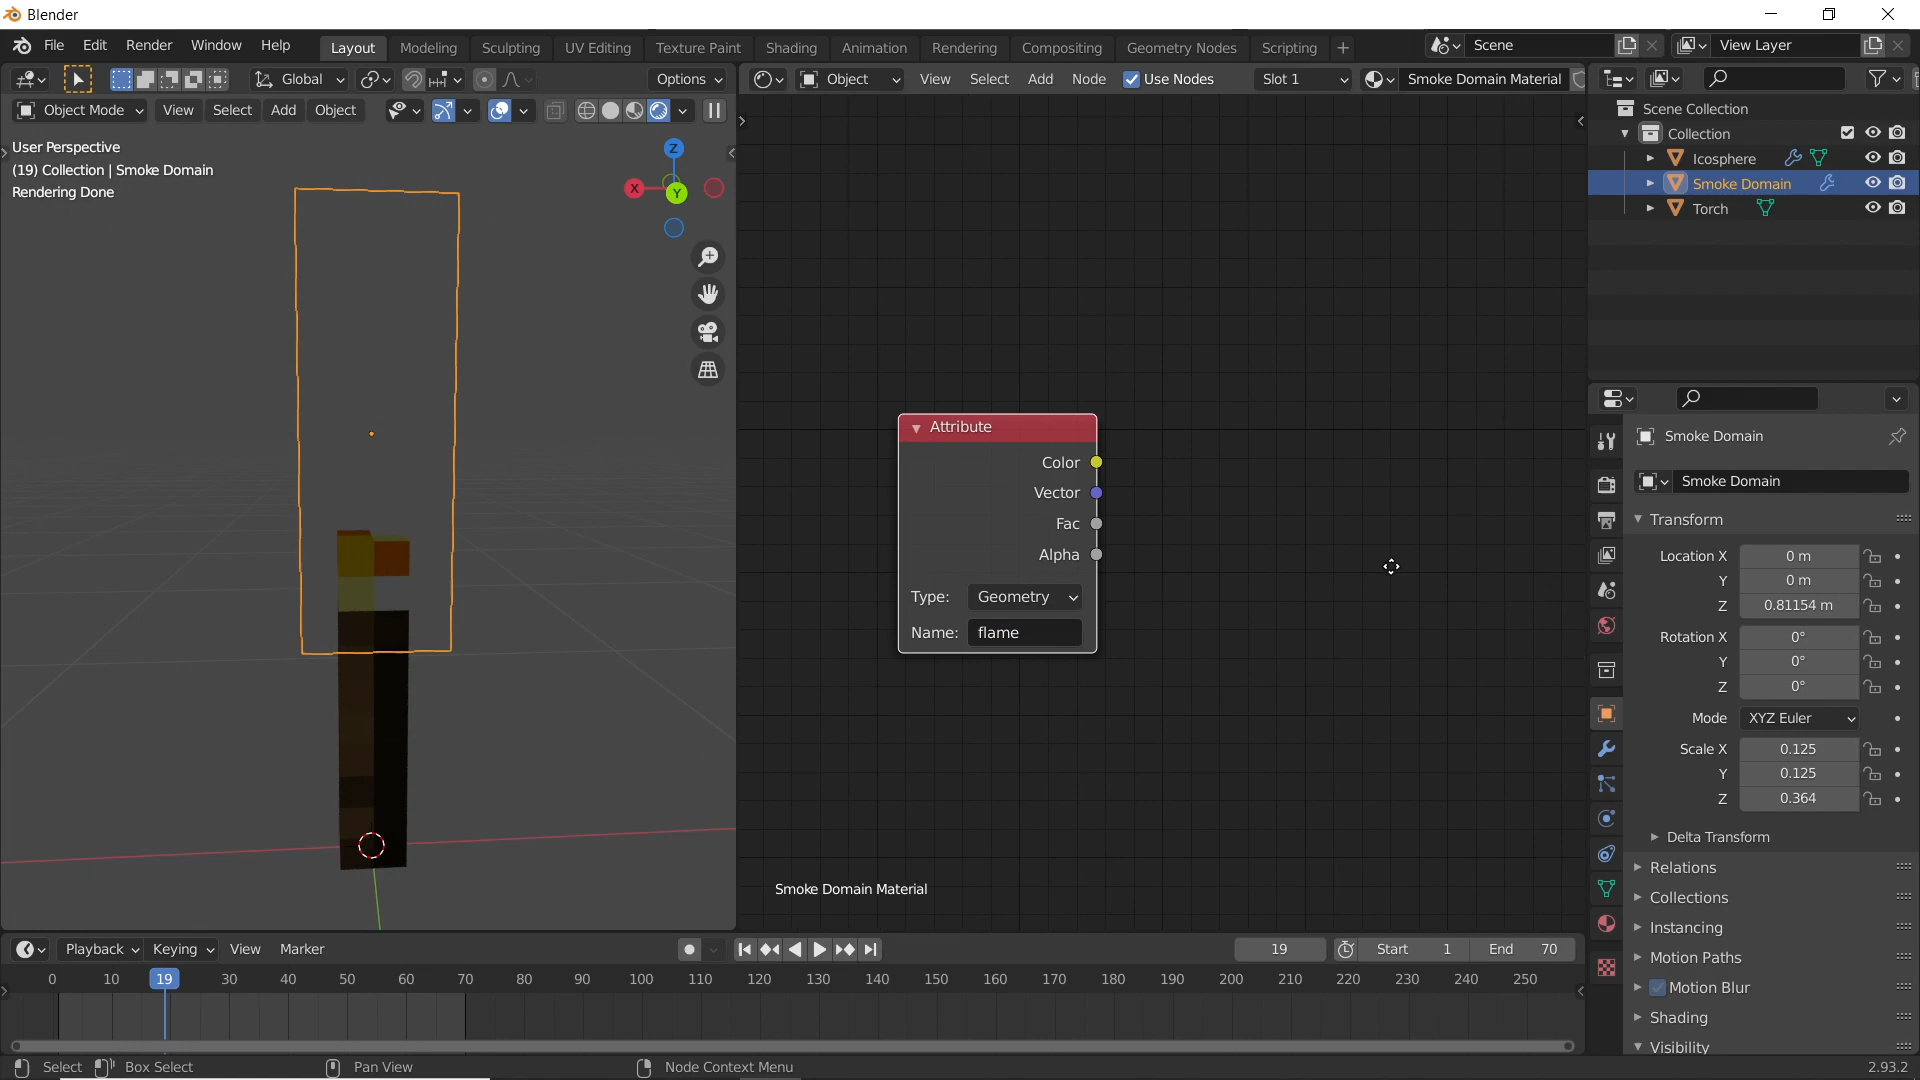 Blender
File Edit Render Window Help Layout Modeling Sculpting UV Editing Texture Paint Shading Animation Rendering Compositing Geometry Nodes Scripting + Scene View Layer
Global Options
Object View Select Add Node Use Nodes Slot 1 Smoke Domain Material
Object Mode View Select Add Object
User Perspective
(19) Collection | Smoke Domain
Rendering Done
Z
X
Y
Attribute
Color
Vector
Fac
Alpha
Type: Geometry
Name: flame
Smoke Domain Material
Scene Collection
Collection
Icosphere
Smoke Domain
Torch
Smoke Domain
Smoke Domain
Transform
Location X 0 m
Y 0 m
Z 0.81154 m
Rotation X 0°
Y 0°
Z 0°
Mode XYZ Euler
Scale X 0.125
Y 0.125
Z 0.364
Delta Transform
Relations
Collections
Instancing
Motion Paths
Motion Blur
Shading
Visibility
Playback Keying View Marker 19 Start 1 End 70
0 10 19 30 40 50 60 70 80 90 100 110 120 130 140 150 160 170 180 190 200 210 220 230 240 250
Select Box Select Pan View Node Context Menu 2.93.2